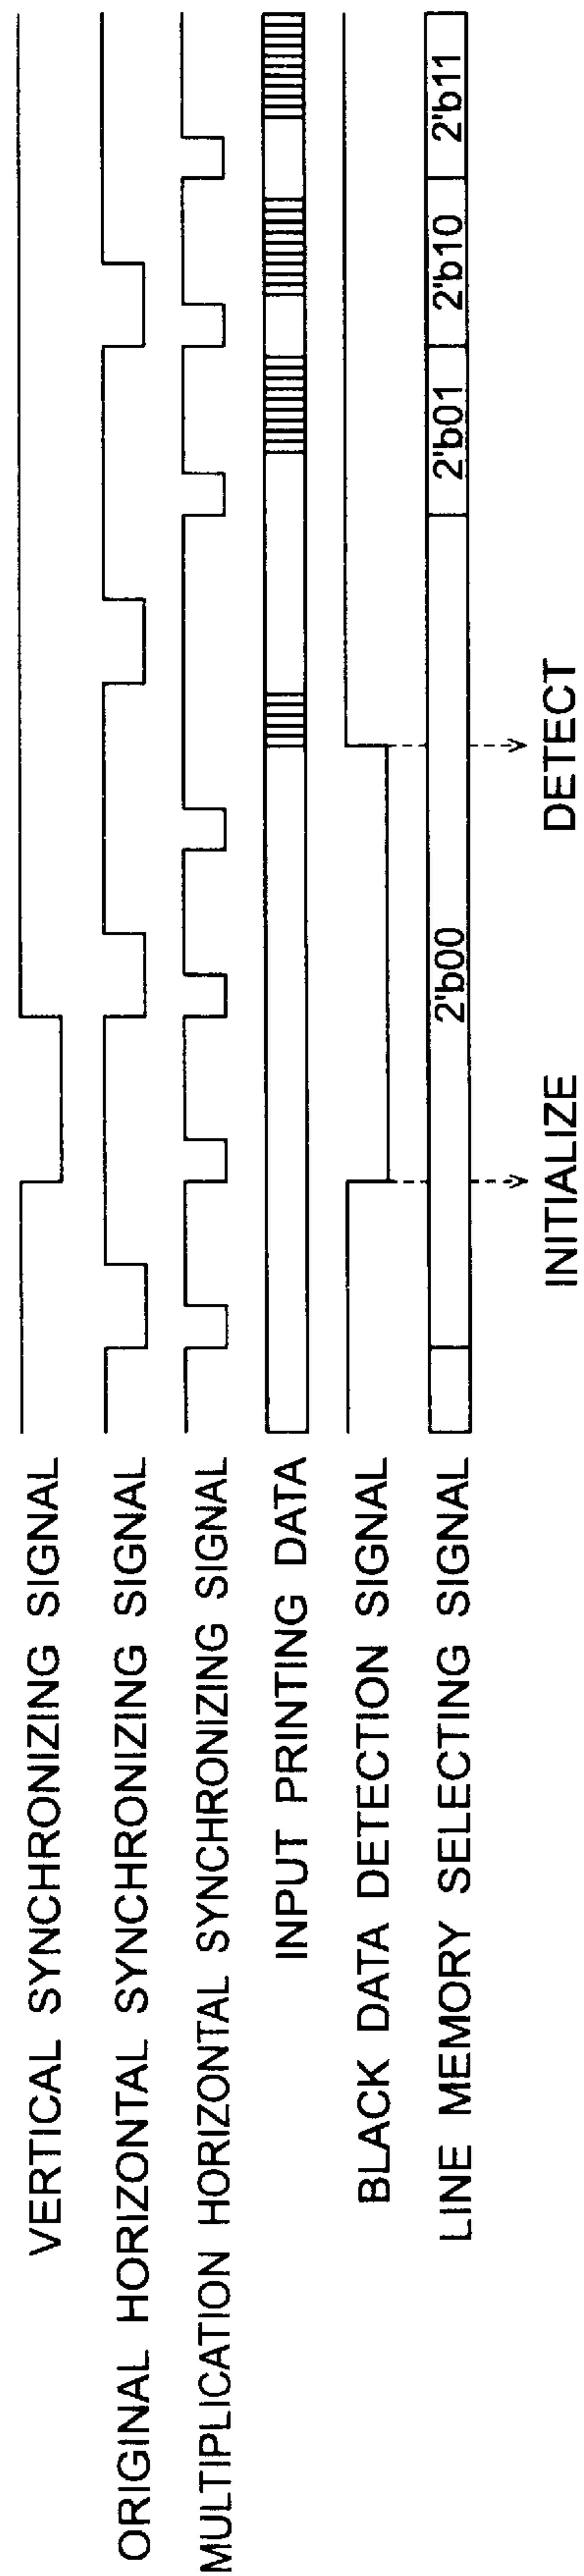 VERTICAL SYNCHRONIZING SIGNAL
ORIGINAL HORIZONTAL SYNCHRONIZING SIGNAL
MULTIPLICATION HORIZONTAL SYNCHRONIZING SIGNAL
INPUT PRINTING DATA
BLACK DATA DETECTION SIGNAL
LINE MEMORY SELECTING SIGNAL 2'b00 2'b01 2'b10 2'b11
INITIALIZE DETECT